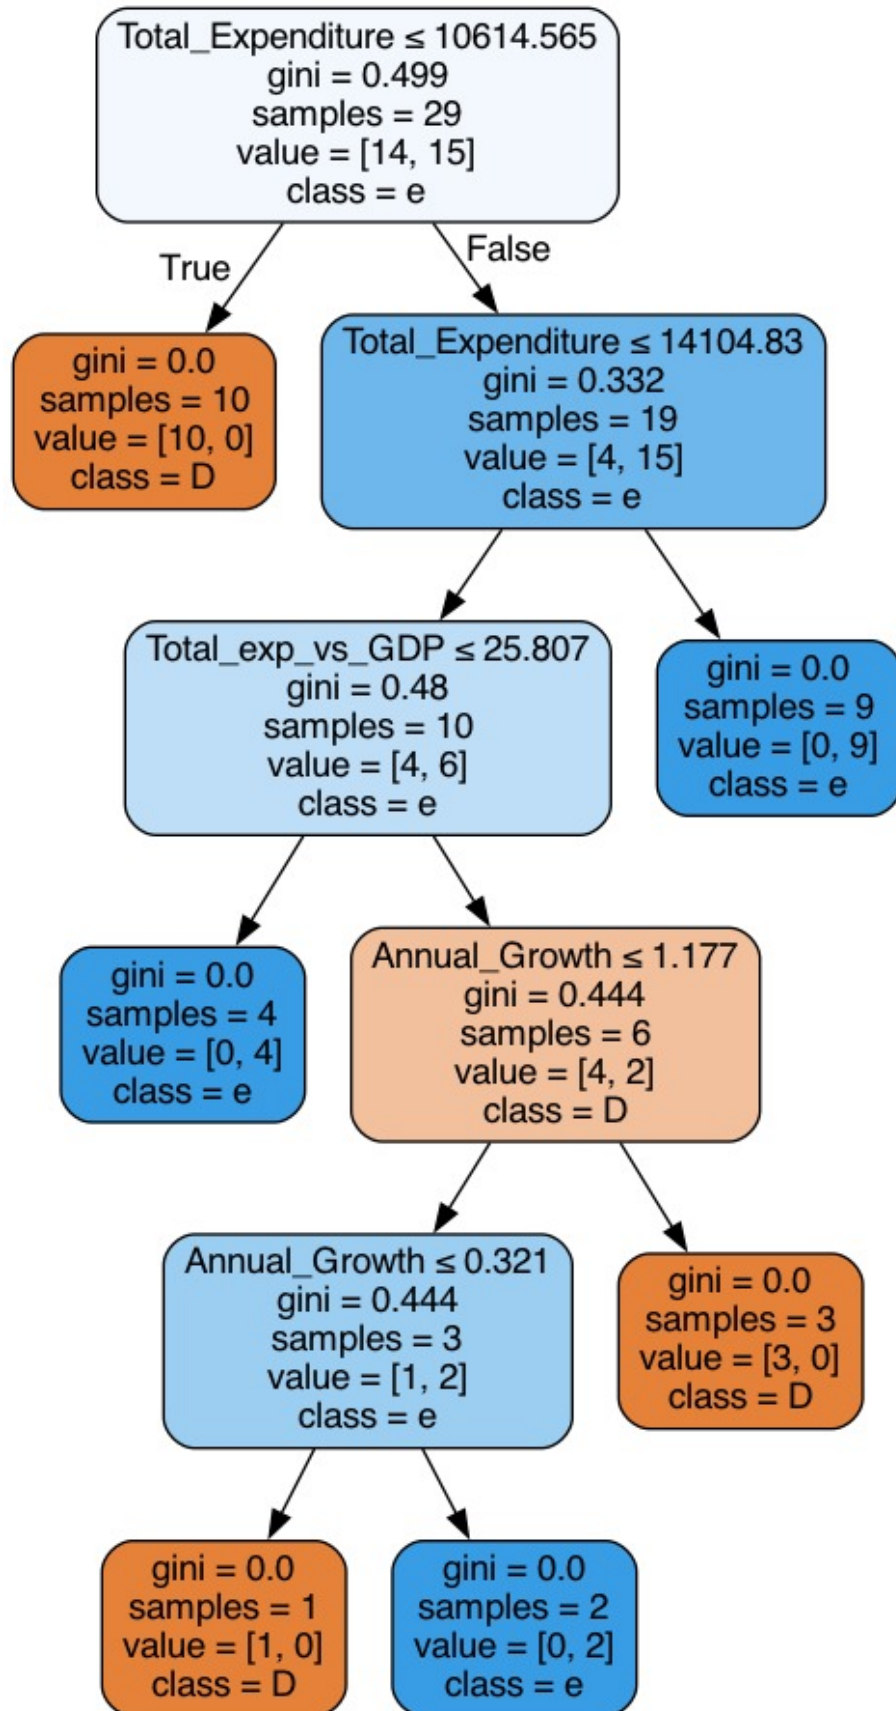 Total_Expenditure ≤ 10614.565
gini = 0.499
samples = 29
value = [14, 15]
class = e
True
False
gini = 0.0
samples = 10
value = [10, 0]
class = D
Total_Expenditure ≤ 14104.83
gini = 0.332
samples = 19
value = [4, 15]
class = e
Total_exp_vs_GDP ≤ 25.807
gini = 0.48
samples = 10
value = [4, 6]
class = e
gini = 0.0
samples = 9
value = [0, 9]
class = e
gini = 0.0
samples = 4
value = [0, 4]
class = e
Annual_Growth ≤ 1.177
gini = 0.444
samples = 6
value = [4, 2]
class = D
Annual_Growth ≤ 0.321
gini = 0.444
samples = 3
value = [1, 2]
class = e
gini = 0.0
samples = 3
value = [3, 0]
class = D
gini = 0.0
samples = 1
value = [1, 0]
class = D
gini = 0.0
samples = 2
value = [0, 2]
class = e